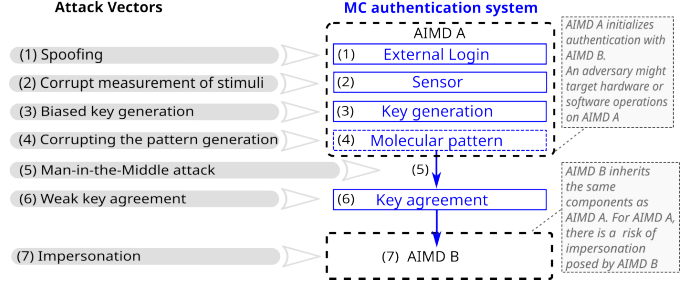 Attack Vectors
MC authentication system
AIMD A
(1) Spoofing
(1) External Login
(2) Corrupt measurement of stimuli
(2) Sensor
(3) Biased key generation
(3) Key generation
(4) Corrupting the pattern generation
(4) Molecular pattern
(5) Man-in-the-Middle attack
(5)
(6) Weak key agreement
(6) Key agreement
(7) Impersonation
(7) AIMD B
AIMD A initializes
authentication with
AIMD B.
An adversary might
target hardware or
software operations
on AIMD A
AIMD B inherits
the same
components as
AIMD A. For AIMD A,
there is a risk of
impersonation
posed by AIMD B